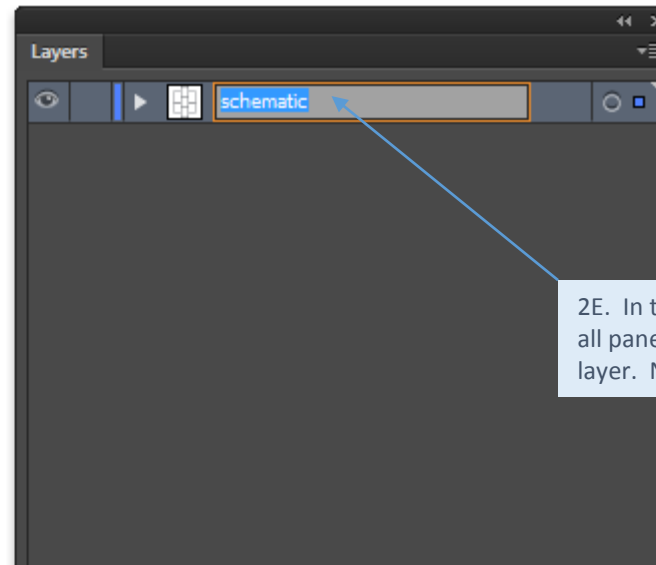 Layers
schematic
2E. In t
all pane
layer. N